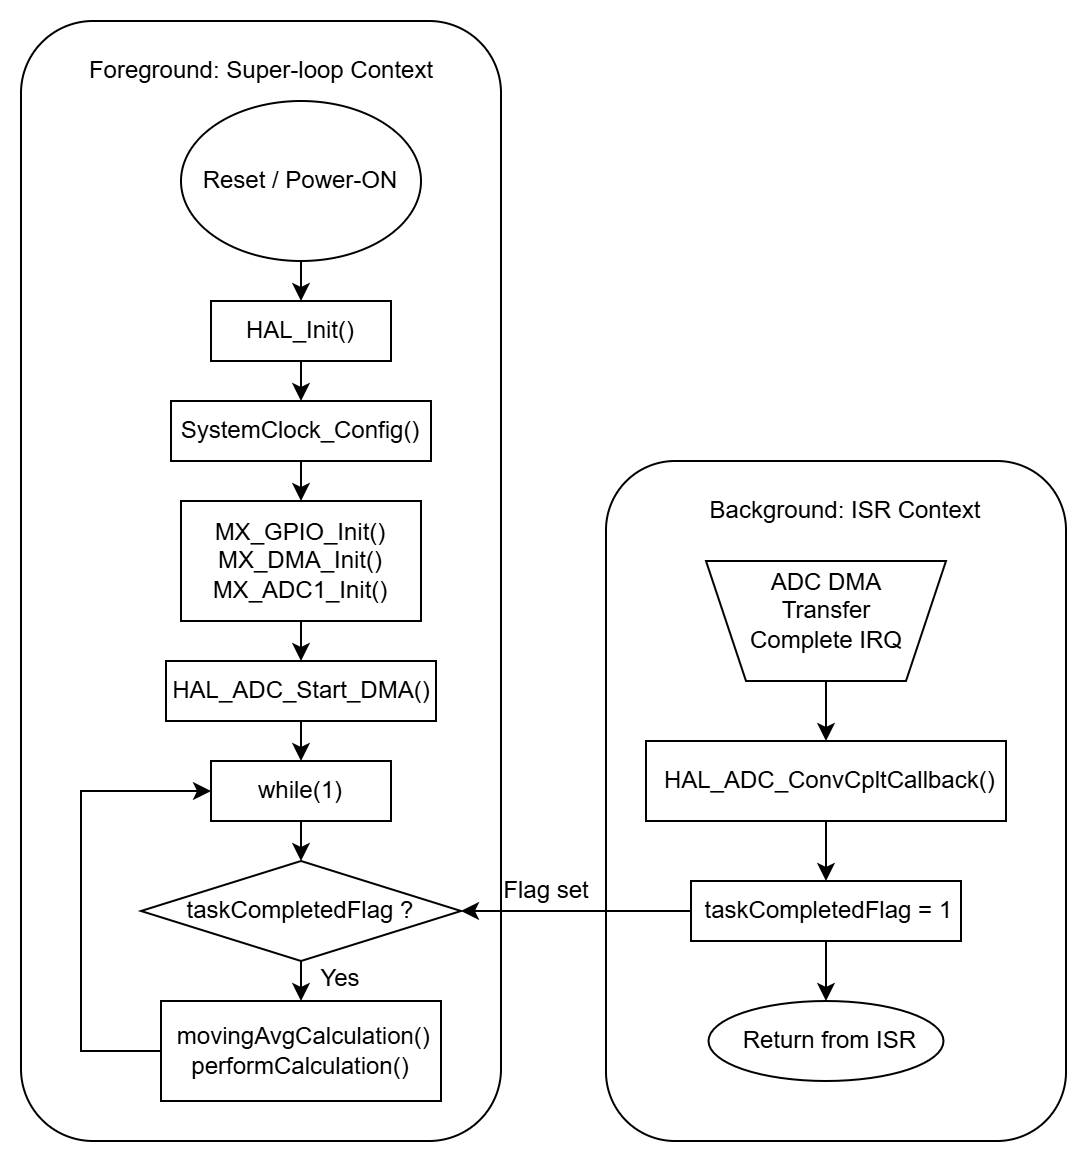 Foreground: Super-loop Context
Reset / Power-ON
HAL_Init()
SystemClock_Config()
MX_GPIO_Init()
MX_DMA_Init()
MX_ADC1_Init()
HAL_ADC_Start_DMA()
while(1)
taskCompletedFlag ?
Yes
movingAvgCalculation()
performCalculation()
Flag set
Background: ISR Context
ADC DMA
Transfer
Complete IRQ
HAL_ADC_ConvCpltCallback()
taskCompletedFlag = 1
Return from ISR